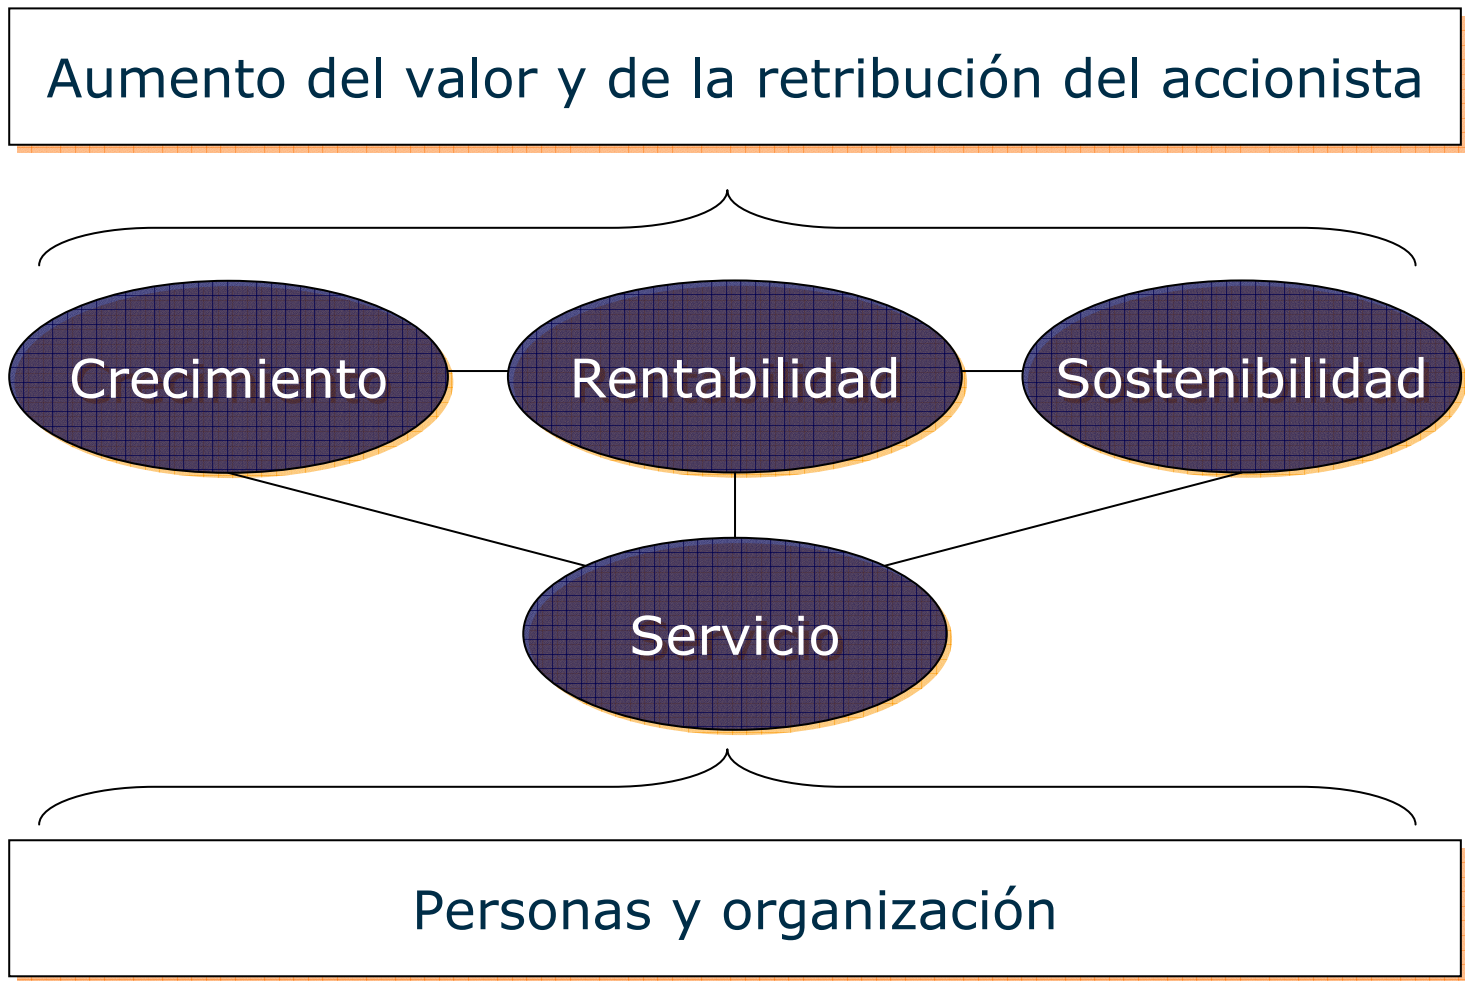 Aumento del valor y de la retribución del accionista
Crecimiento
Rentabilidad
Sostenibilidad
Servicio
Personas y organización